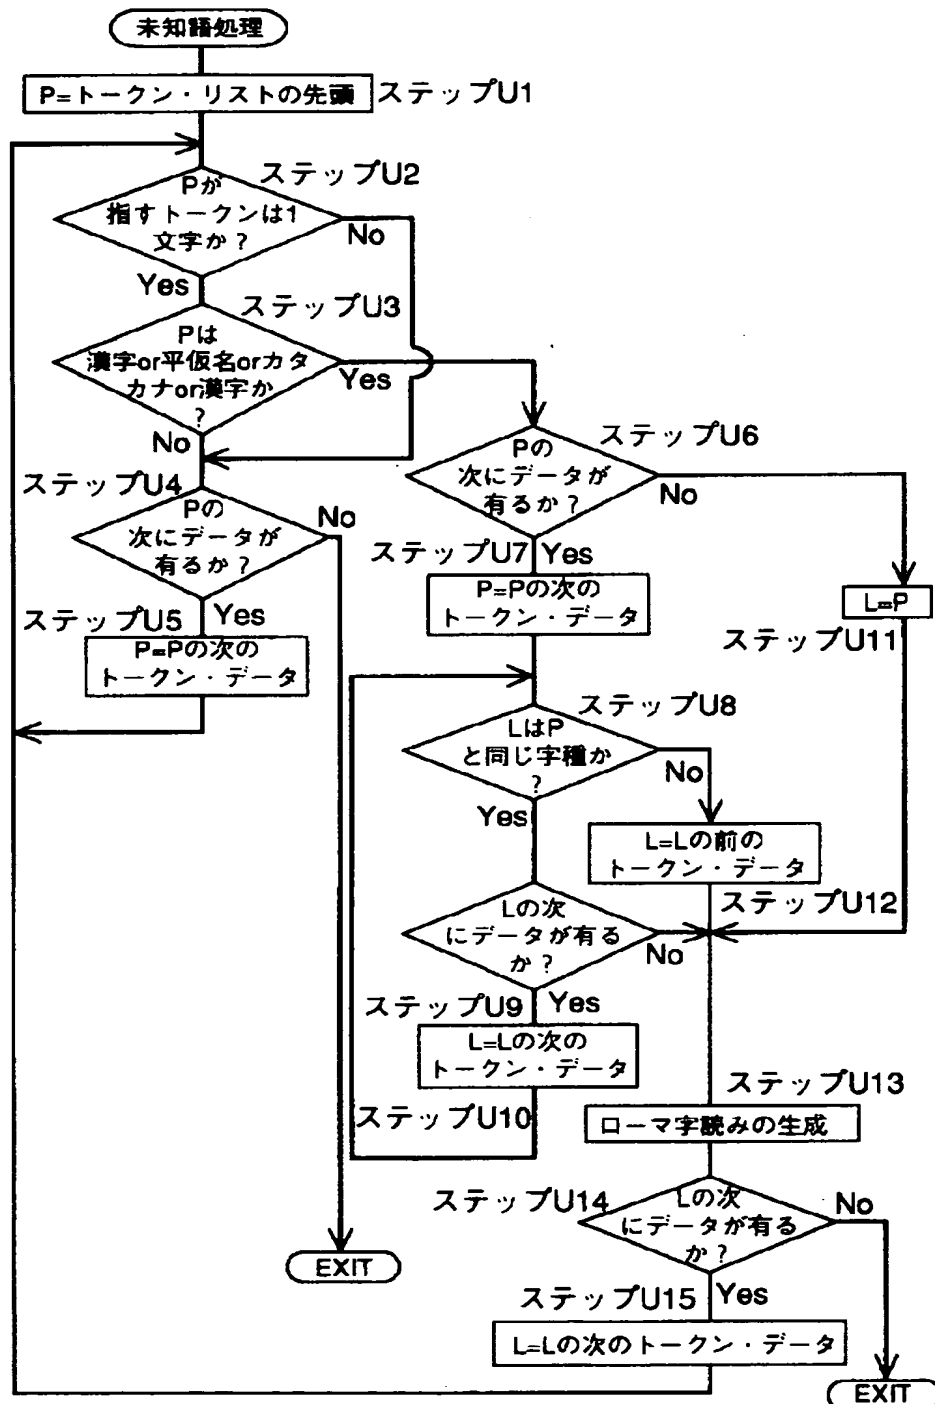 未知語処理
P=トークン・リストの先頭
ステップU1
ステップU2
Pが
指すトークンは1
文字か？
No
Yes
ステップU3
Pは
漢字or平仮名orカタ
カナor漢字か
？
Yes
No
ステップU4
Pの
次にデータが
有るか？
No
Yes
ステップU5
P=Pの次の
トークン・データ
ステップU6
Pの
次にデータが
有るか？
No
ステップU7
Yes
P=Pの次の
トークン・データ
L=P
ステップU11
ステップU8
LはP
と同じ字種か
？
No
Yes
L=Lの前の
トークン・データ
ステップU12
Lの次
にデータが有る
か？
No
ステップU9
Yes
L=Lの次の
トークン・データ
ステップU10
ステップU13
ローマ字読みの生成
ステップU14
Lの次
にデータが有る
か？
No
EXIT
ステップU15
Yes
L=Lの次のトークン・データ
EXIT